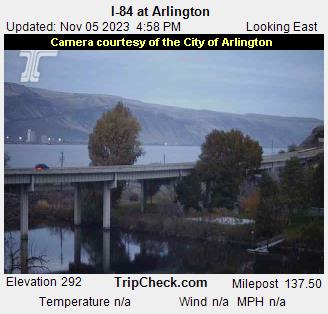 I-84 at Arlington
Updated: Nov 05 2023 4:58 PM Looking East
Camera courtesy of the City of Arlington
Elevation 292 TripCheck.com Milepost 137.50
Temperature n/a Wind n/a MPH n/a